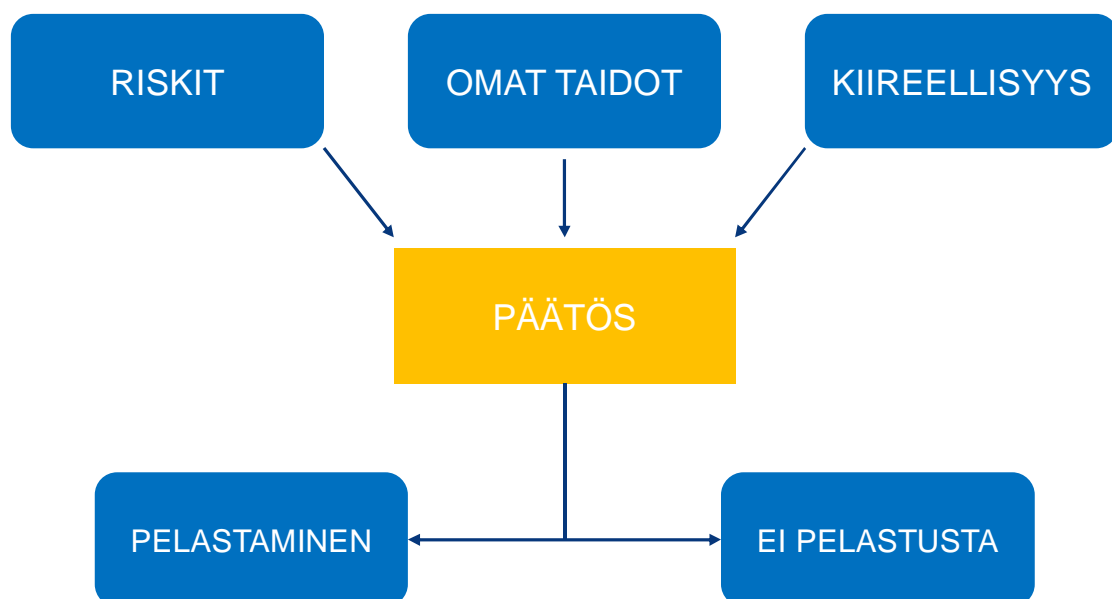 RISKIT
OMAT TAIDOT
KIIREELLISYYS
PÄÄTÖS
PELASTAMINEN
EI PELASTUSTA